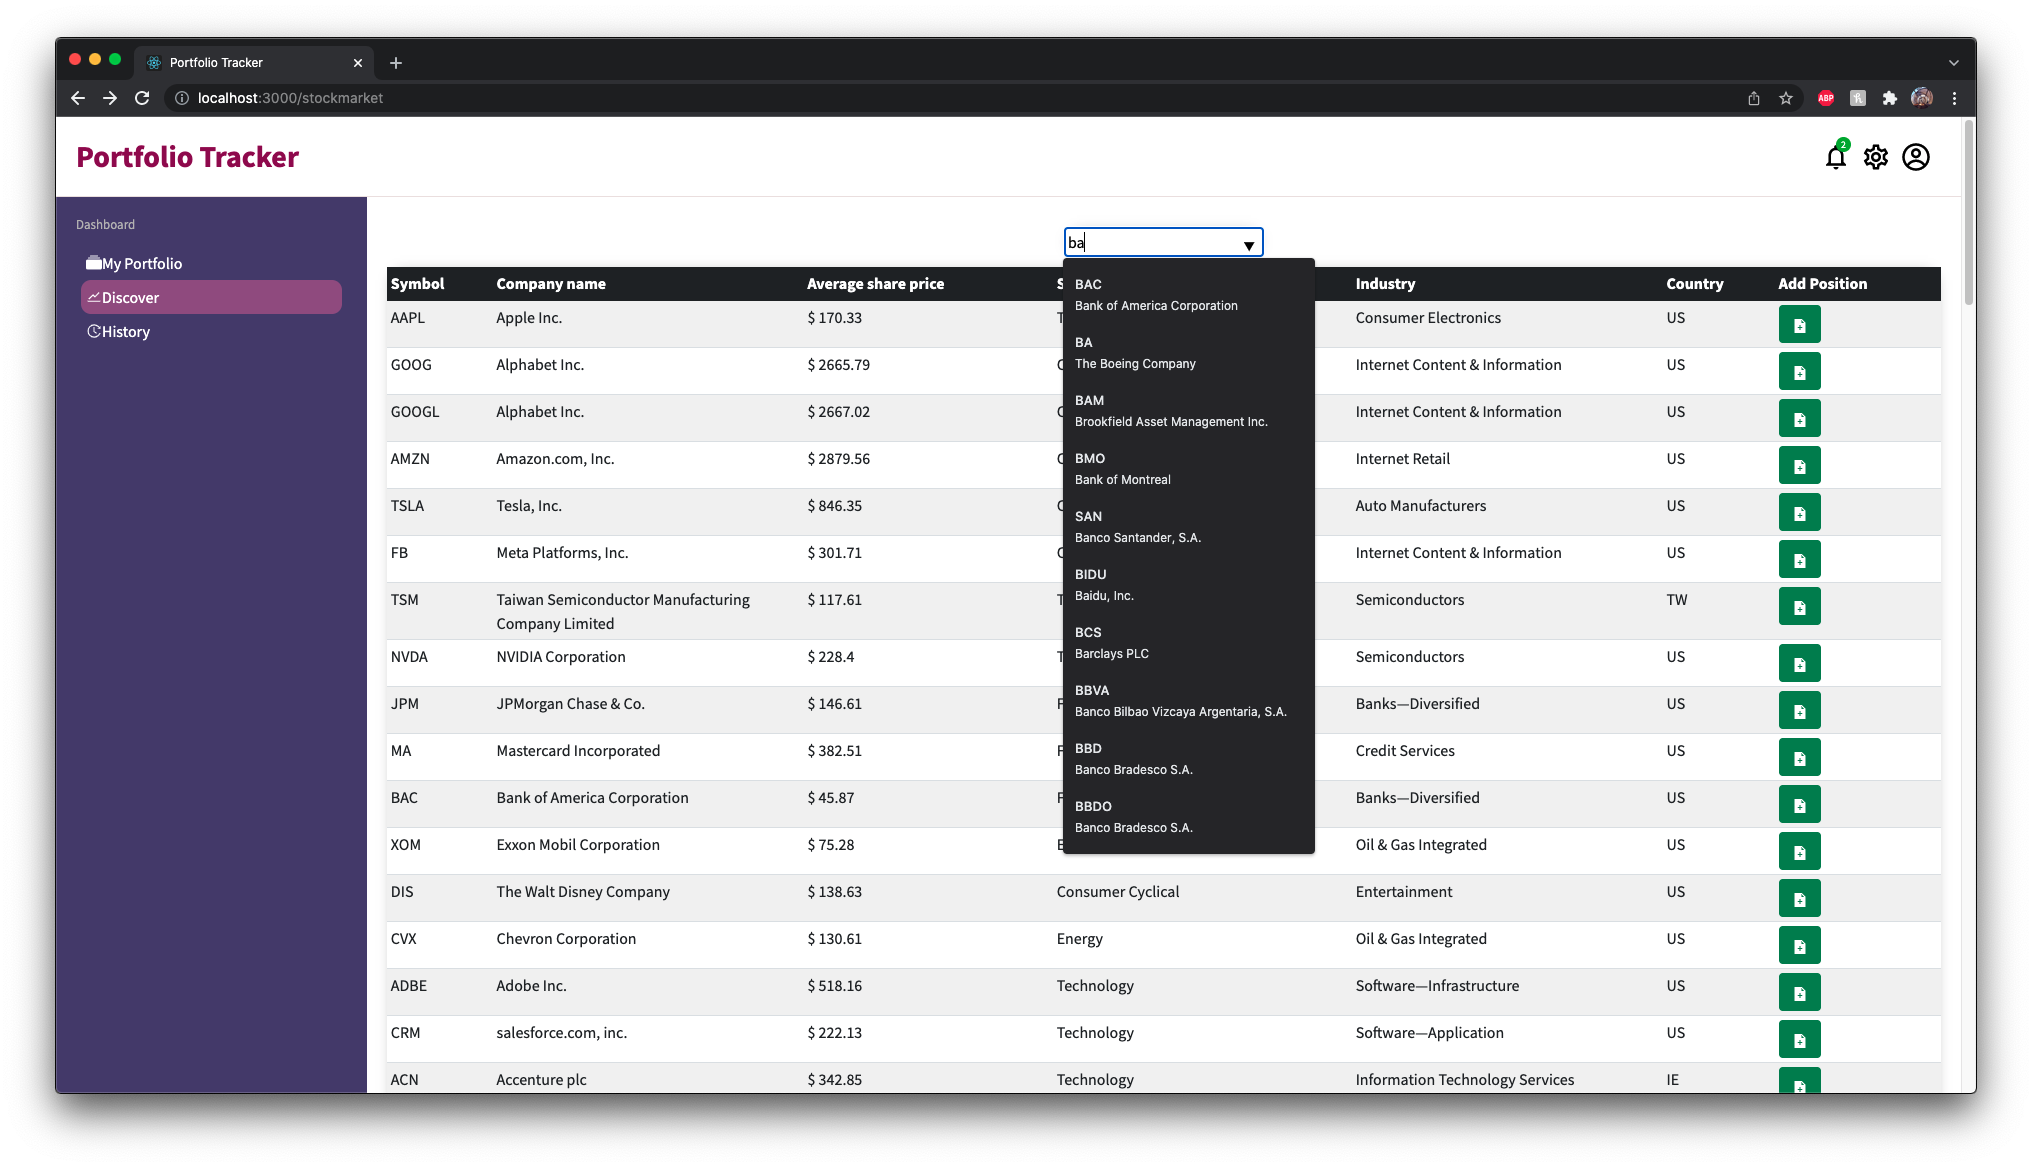 Portfolio Tracker
localhost:3000/stockmarket
ABP
Portfolio Tracker
2
Dashboard
My Portfolio
Discover
History
ba
Symbol Company name Average share price S Industry Country Add Position
AAPL Apple Inc. $ 170.33 T Consumer Electronics US
GOOG Alphabet Inc. $ 2665.79 C Internet Content & Information US
GOOGL Alphabet Inc. $ 2667.02 C Internet Content & Information US
AMZN Amazon.com, Inc. $ 2879.56 C Internet Retail US
TSLA Tesla, Inc. $ 846.35 C Auto Manufacturers US
FB Meta Platforms, Inc. $ 301.71 C Internet Content & Information US
TSM Taiwan Semiconductor Manufacturing $ 117.61 T Semiconductors TW
Company Limited
NVDA NVIDIA Corporation $ 228.4 T Semiconductors US
JPM JPMorgan Chase & Co. $ 146.61 F Banks—Diversified US
MA Mastercard Incorporated $ 382.51 F Credit Services US
BAC Bank of America Corporation $ 45.87 F Banks—Diversified US
XOM Exxon Mobil Corporation $ 75.28 E Oil & Gas Integrated US
DIS The Walt Disney Company $ 138.63 Consumer Cyclical Entertainment US
CVX Chevron Corporation $ 130.61 Energy Oil & Gas Integrated US
ADBE Adobe Inc. $ 518.16 Technology Software—Infrastructure US
CRM salesforce.com, inc. $ 222.13 Technology Software—Application US
ACN Accenture plc $ 342.85 Technology Information Technology Services IE
BAC
Bank of America Corporation
BA
The Boeing Company
BAM
Brookfield Asset Management Inc.
BMO
Bank of Montreal
SAN
Banco Santander, S.A.
BIDU
Baidu, Inc.
BCS
Barclays PLC
BBVA
Banco Bilbao Vizcaya Argentaria, S.A.
BBD
Banco Bradesco S.A.
BBDO
Banco Bradesco S.A.